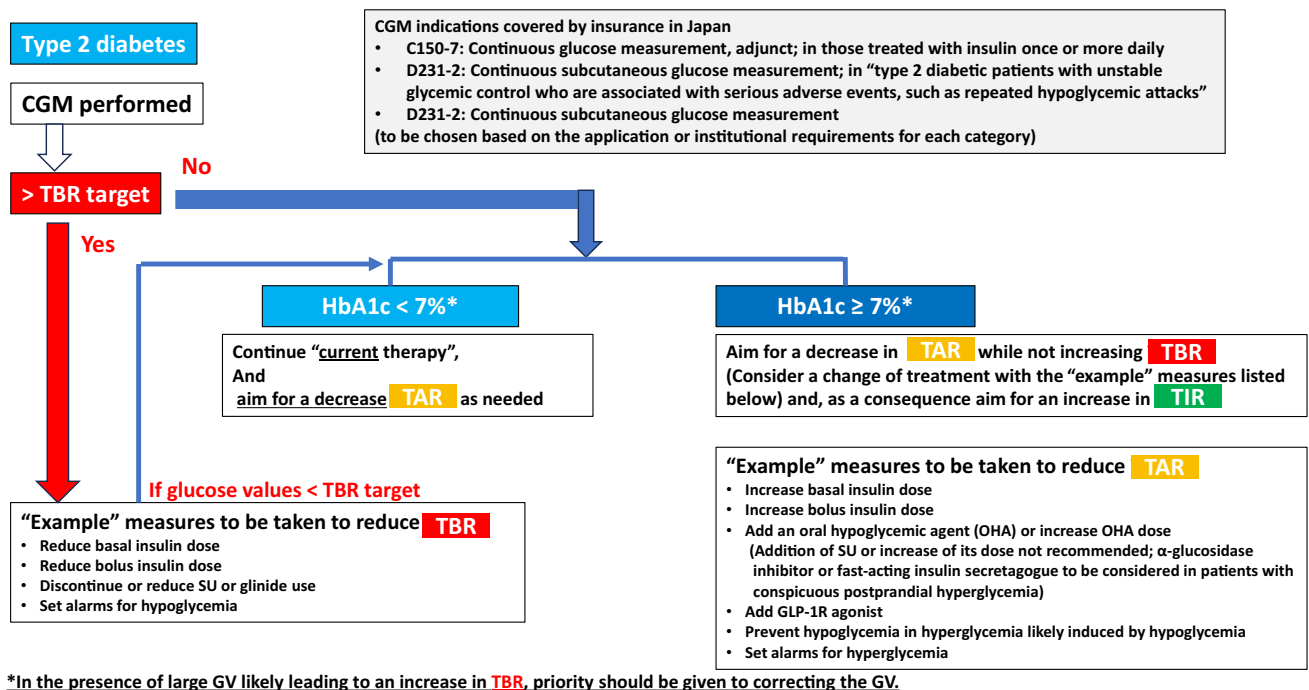 Type 2 diabetes
CGM performed
CGM indications covered by insurance in Japan
• C150-7: Continuous glucose measurement, adjunct; in those treated with insulin once or more daily
• D231-2: Continuous subcutaneous glucose measurement; in “type 2 diabetic patients with unstable
glycemic control who are associated with serious adverse events, such as repeated hypoglycemic attacks”
• D231-2: Continuous subcutaneous glucose measurement
(to be chosen based on the application or institutional requirements for each category)
> TBR target
No
Yes
HbA1c < 7%*
Continue “current therapy”,
And
aim for a decrease TAR as needed
HbA1c ≥ 7%*
Aim for a decrease in TAR while not increasing TBR
(Consider a change of treatment with the “example” measures listed
below) and, as a consequence aim for an increase in TIR
If glucose values < TBR target
“Example” measures to be taken to reduce TBR
• Reduce basal insulin dose
• Reduce bolus insulin dose
• Discontinue or reduce SU or glinide use
• Set alarms for hypoglycemia
“Example” measures to be taken to reduce TAR
• Increase basal insulin dose
• Increase bolus insulin dose
• Add an oral hypoglycemic agent (OHA) or increase OHA dose
(Addition of SU or increase of its dose not recommended; α-glucosidase
inhibitor or fast-acting insulin secretagogue to be considered in patients with
conspicuous postprandial hyperglycemia)
• Add GLP-1R agonist
• Prevent hypoglycemia in hyperglycemia likely induced by hypoglycemia
• Set alarms for hyperglycemia
*In the presence of large GV likely leading to an increase in TBR, priority should be given to correcting the GV.